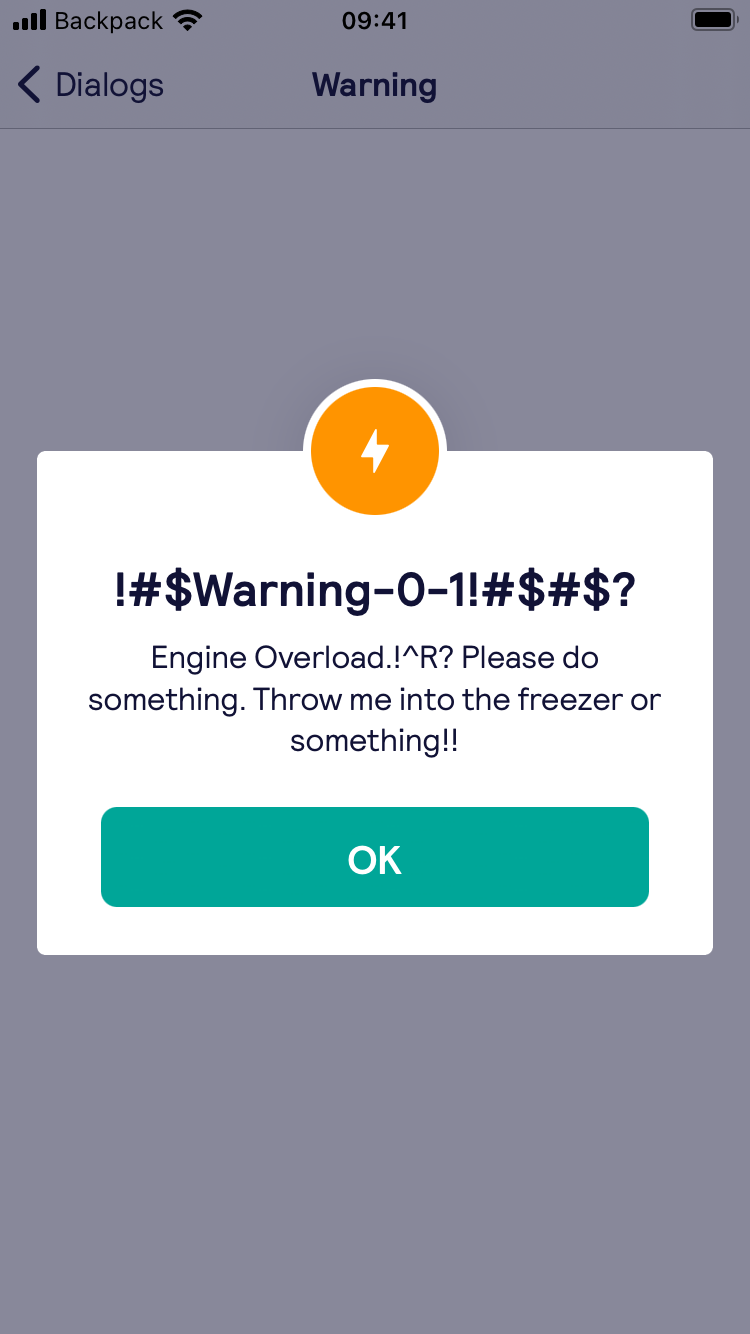 Backpack 09:41
Dialogs Warning
!#$Warning-0-1!#$#$?
Engine Overload.!^R? Please do
something. Throw me into the freezer or
something!!
OK